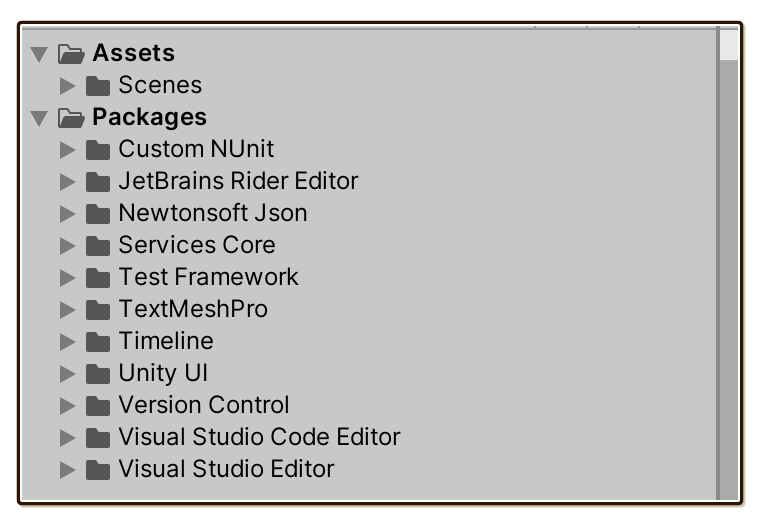 Assets
Scenes
Packages
Custom NUnit
JetBrains Rider Editor
Newtonsoft Json
Services Core
Test Framework
TextMeshPro
Timeline
Unity UI
Version Control
Visual Studio Code Editor
Visual Studio Editor